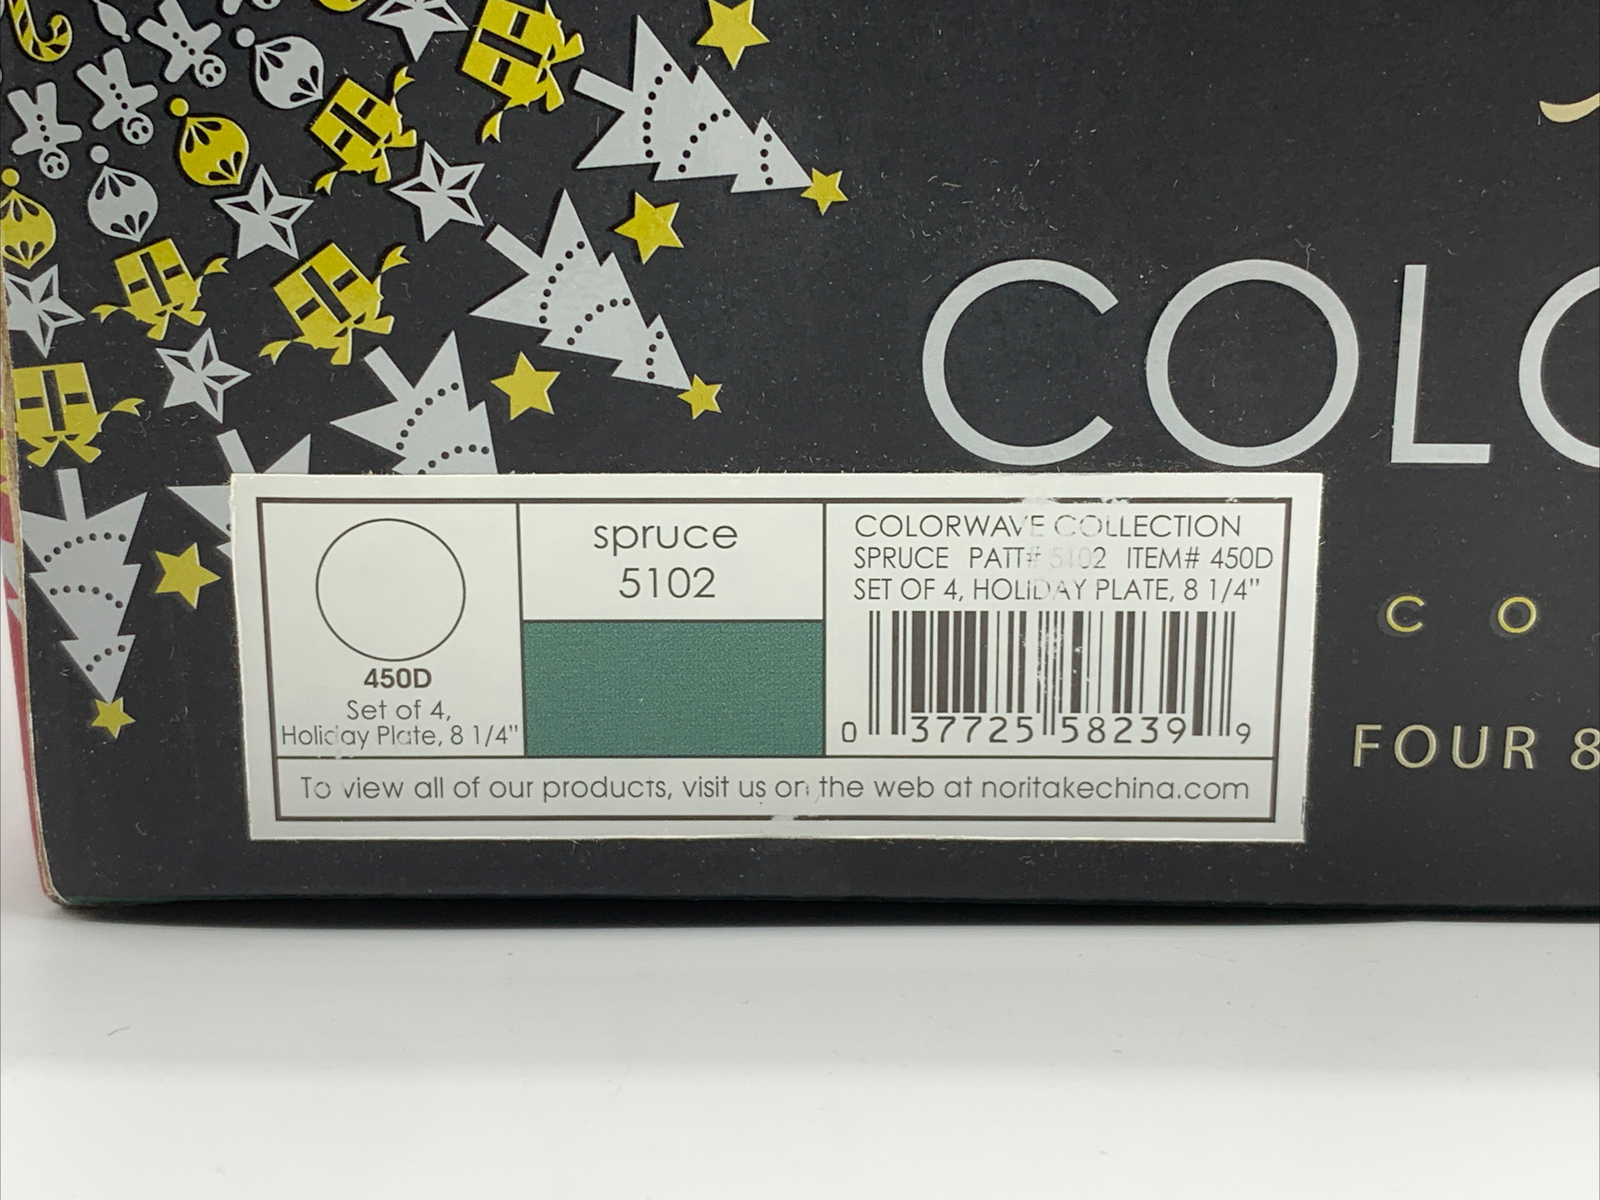 COLO
spruce
5102
450D
Set of 4,
Holiday Plate, 8 1/4"
COLORWAVE COLLECTION
SPRUCE PATT# 5102 ITEM# 450D
SET OF 4, HOLIDAY PLATE, 8 1/4"
0 37725 58239 9
To view all of our products, visit us on the web at noritakechina.com
CO
FOUR 8